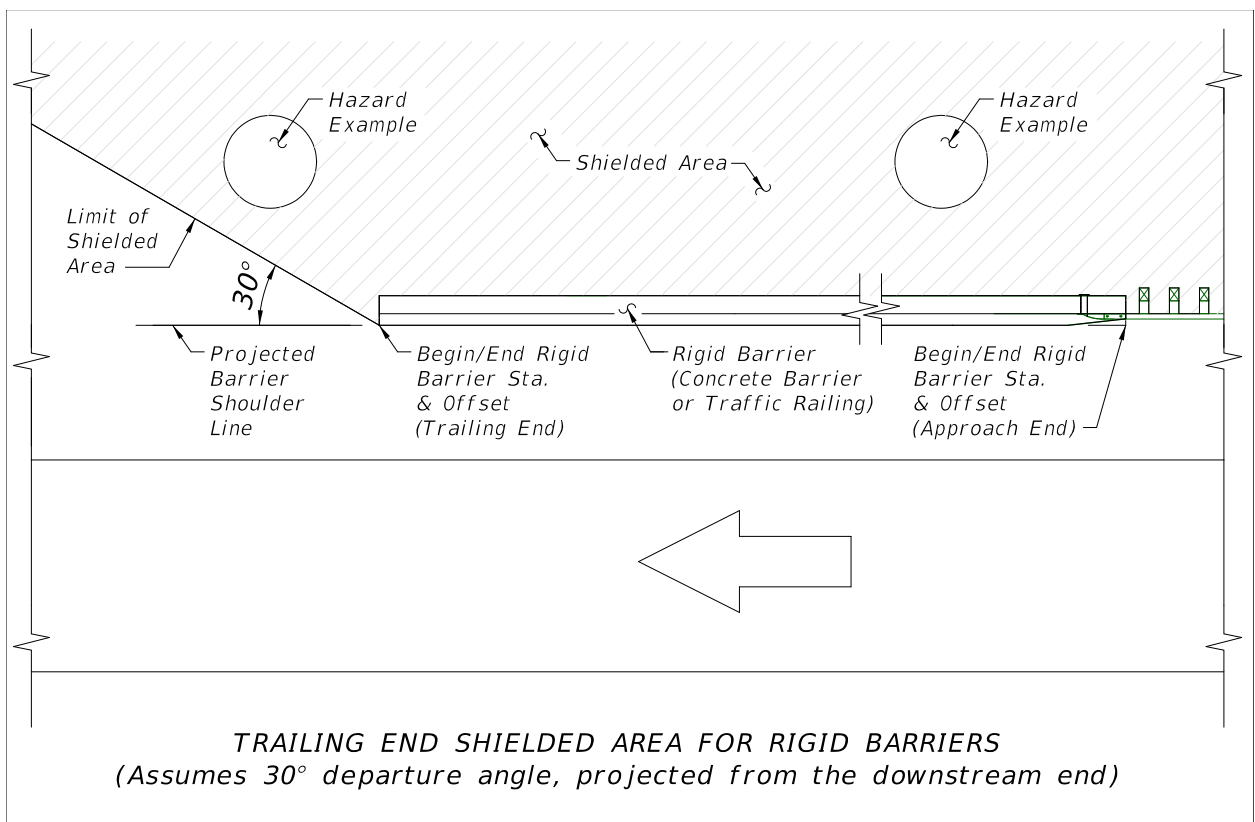 Hazard
Example
Hazard
Example
Shielded Area
Limit of
Shielded
Area
30°
Projected
Barrier
Shoulder
Line
Begin/End Rigid
Barrier Sta.
& Offset
(Trailing End)
Rigid Barrier
(Concrete Barrier
or Traffic Railing)
Begin/End Rigid
Barrier Sta.
& Offset
(Approach End)
TRAILING END SHIELDED AREA FOR RIGID BARRIERS
(Assumes 30° departure angle, projected from the downstream end)